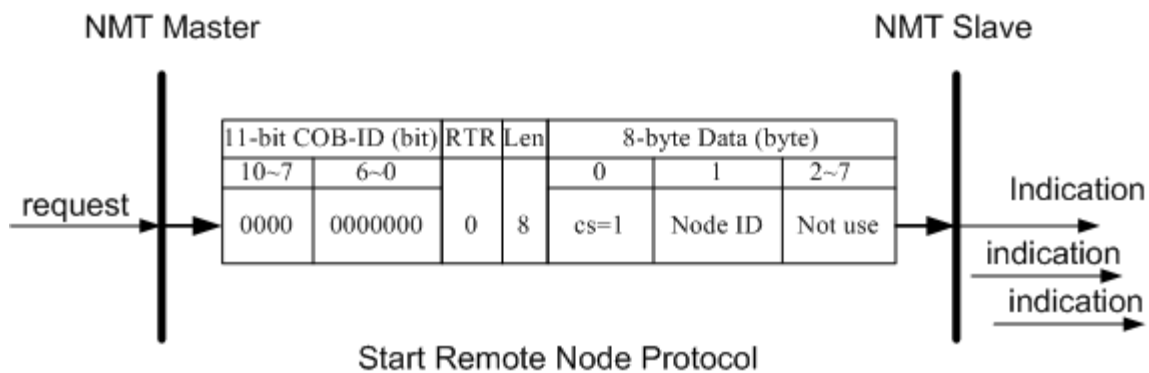 NMT Master NMT Slave
11-bit COB-ID (bit) RTR Len 8-byte Data (byte)
10~7 6~0 0 1 2~7
request 0000 0000000 0 8 cs=1 Node ID Not use Indication
indication
indication
Start Remote Node Protocol